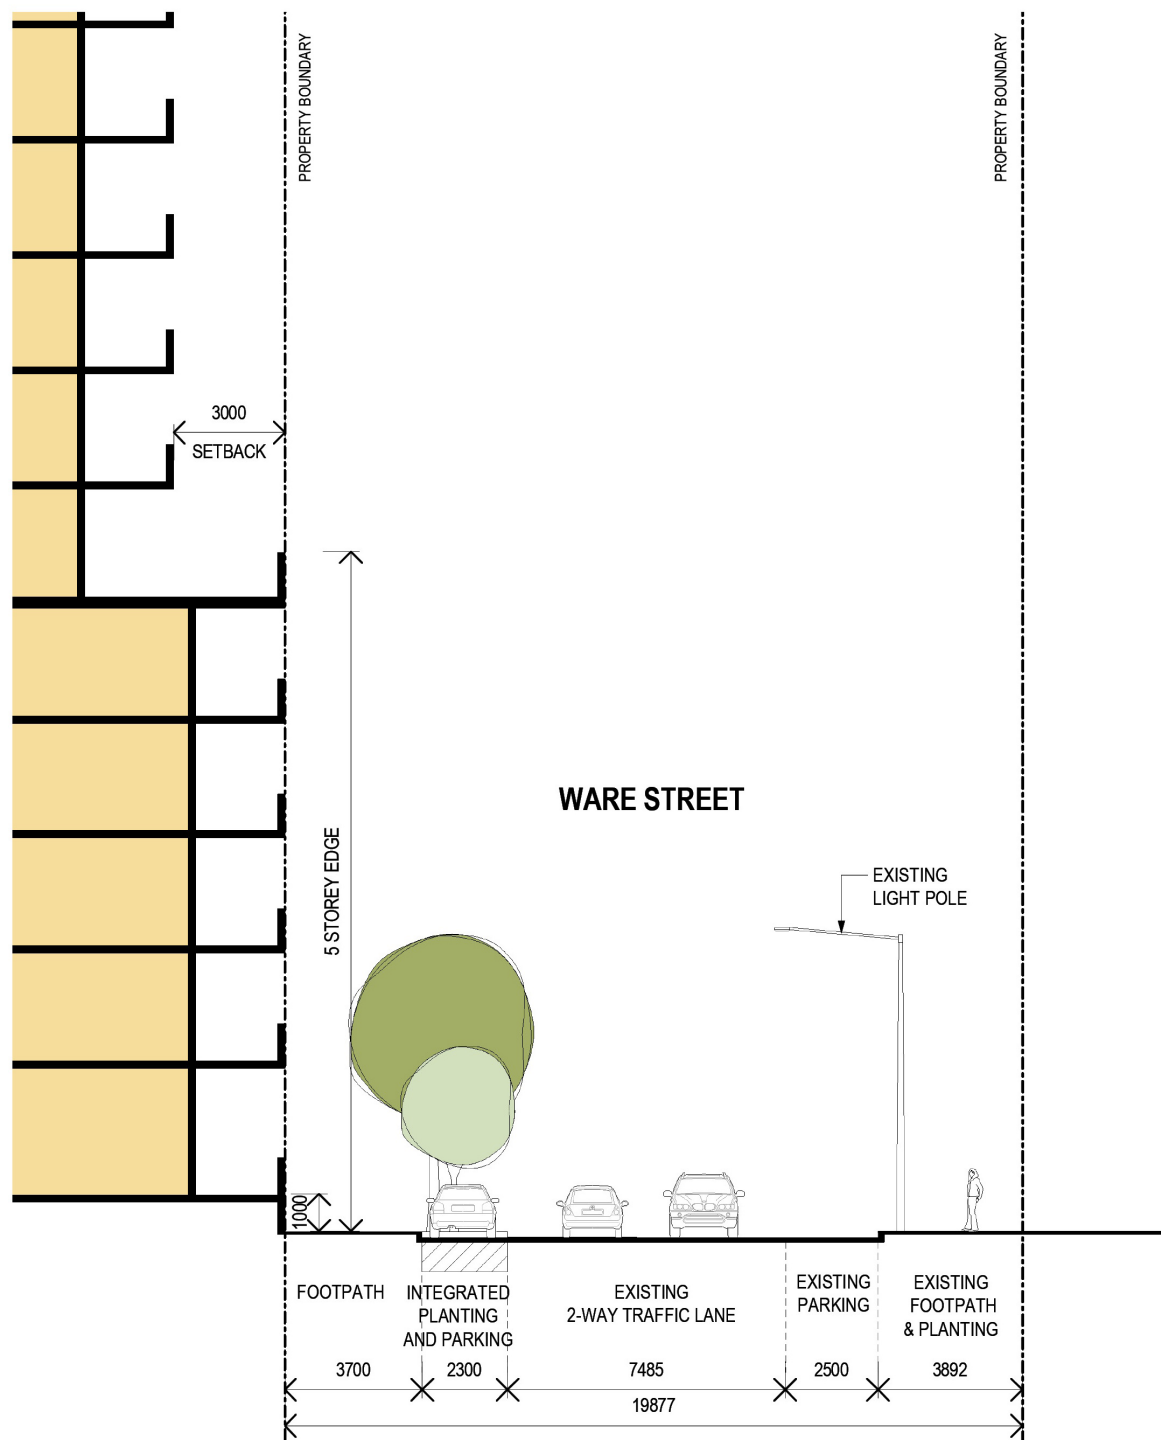 PROPERTY BOUNDARY
PROPERTY BOUNDARY
3000
SETBACK
WARE STREET
5 STOREY EDGE
EXISTING
LIGHT POLE
1000
FOOTPATH
INTEGRATED
PLANTING
AND PARKING
EXISTING
2-WAY TRAFFIC LANE
EXISTING
PARKING
EXISTING
FOOTPATH
& PLANTING
3700
2300
7485
2500
3892
19877